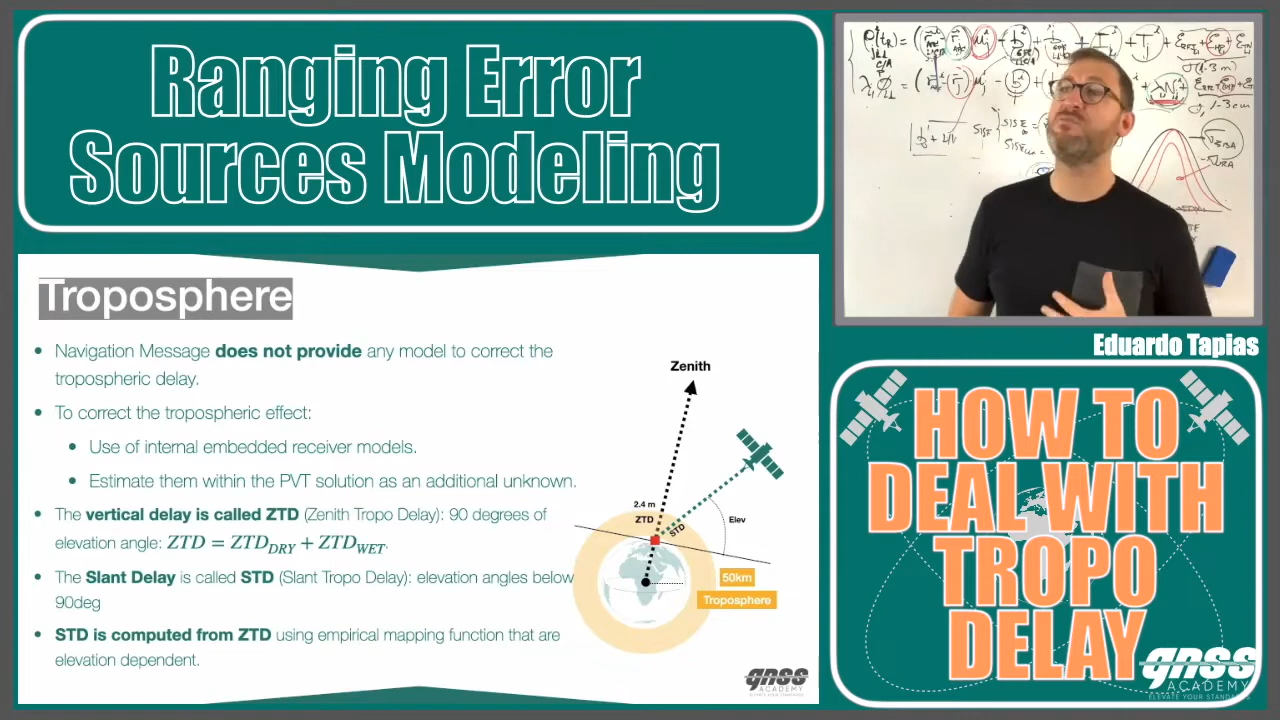 Ranging Error
Sources Modeling
Troposphere
Navigation Message does not provide any model to correct the
tropospheric delay.
To correct the tropospheric effect:
Use of internal embedded receiver models.
Estimate them within the PVT solution as an additional unknown.
The vertical delay is called ZTD (Zenith Tropo Delay): 90 degrees of
elevation angle: ZTD = ZTD_DRY + ZTD_WET.
The Slant Delay is called STD (Slant Tropo Delay): elevation angles below
90deg
STD is computed from ZTD using empirical mapping function that are
elevation dependent.
Zenith
2.4 m
ZTD
STD
Elev
50km
Troposphere
gnss
ACADEMY
ELEVATE YOUR STANDARDS
Eduardo Tapias
HOW TO
DEAL WITH
TROPO
DELAY
gnss
ACADEMY